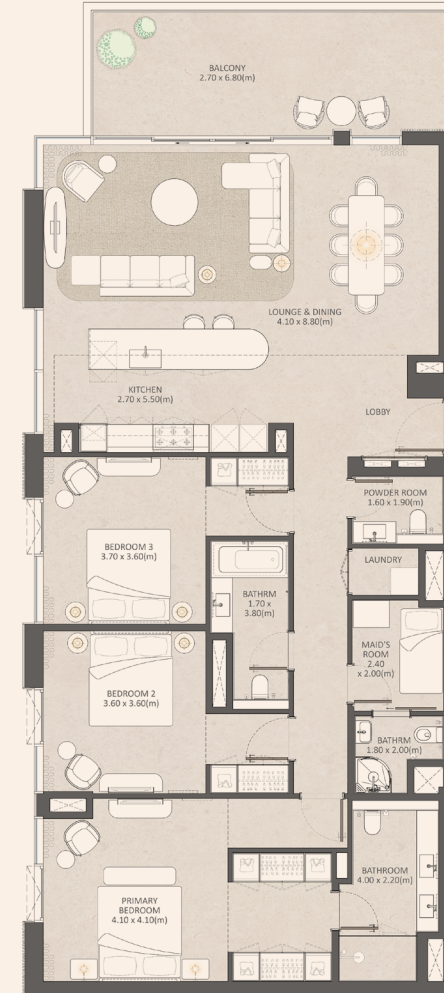 BALCONY
2.70 x 6.80(m)
LOUNGE & DINING
4.10 x 8.80(m)
KITCHEN
2.70 x 5.50(m)
LOBBY
POWDER ROOM
1.60 x 1.90(m)
BEDROOM 3
3.70 x 3.60(m)
LAUNDRY
BATHRM
1.70 x
3.80(m)
MAID'S
ROOM
2.40
x 2.00(m)
BEDROOM 2
3.60 x 3.60(m)
BATHRM
1.80 x 2.00(m)
BATHROOM
4.00 x 2.20(m)
PRIMARY
BEDROOM
4.10 x 4.10(m)